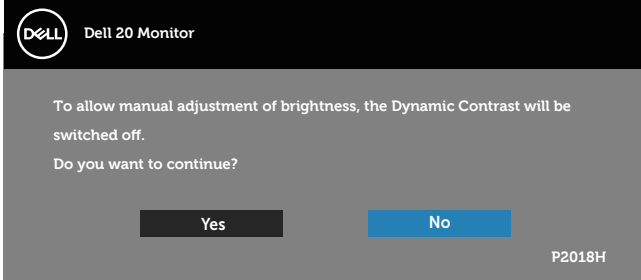 DELL
Dell 20 Monitor
To allow manual adjustment of brightness, the Dynamic Contrast will be
switched off.
Do you want to continue?
Yes No
P2018H